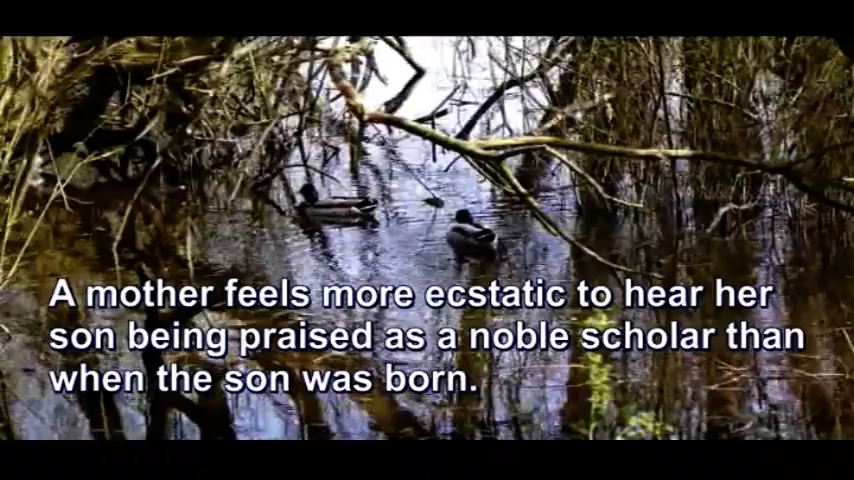 A mother feels more ecstatic to hear her
son being praised as a noble scholar than
when the son was born.